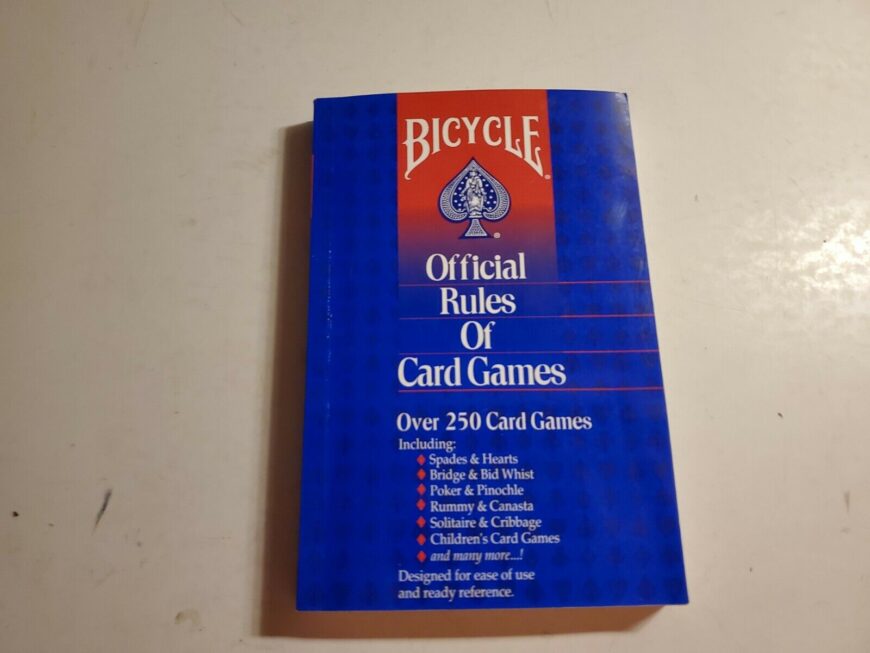 BICYCLE®
®
Official
Rules
Of
Card Games
Over 250 Card Games
Including:
Spades & Hearts
Bridge & Bid Whist
Poker & Pinochle
Rummy & Canasta
Solitaire & Cribbage
Children's Card Games
and many more...!
Designed for ease of use
and ready reference.